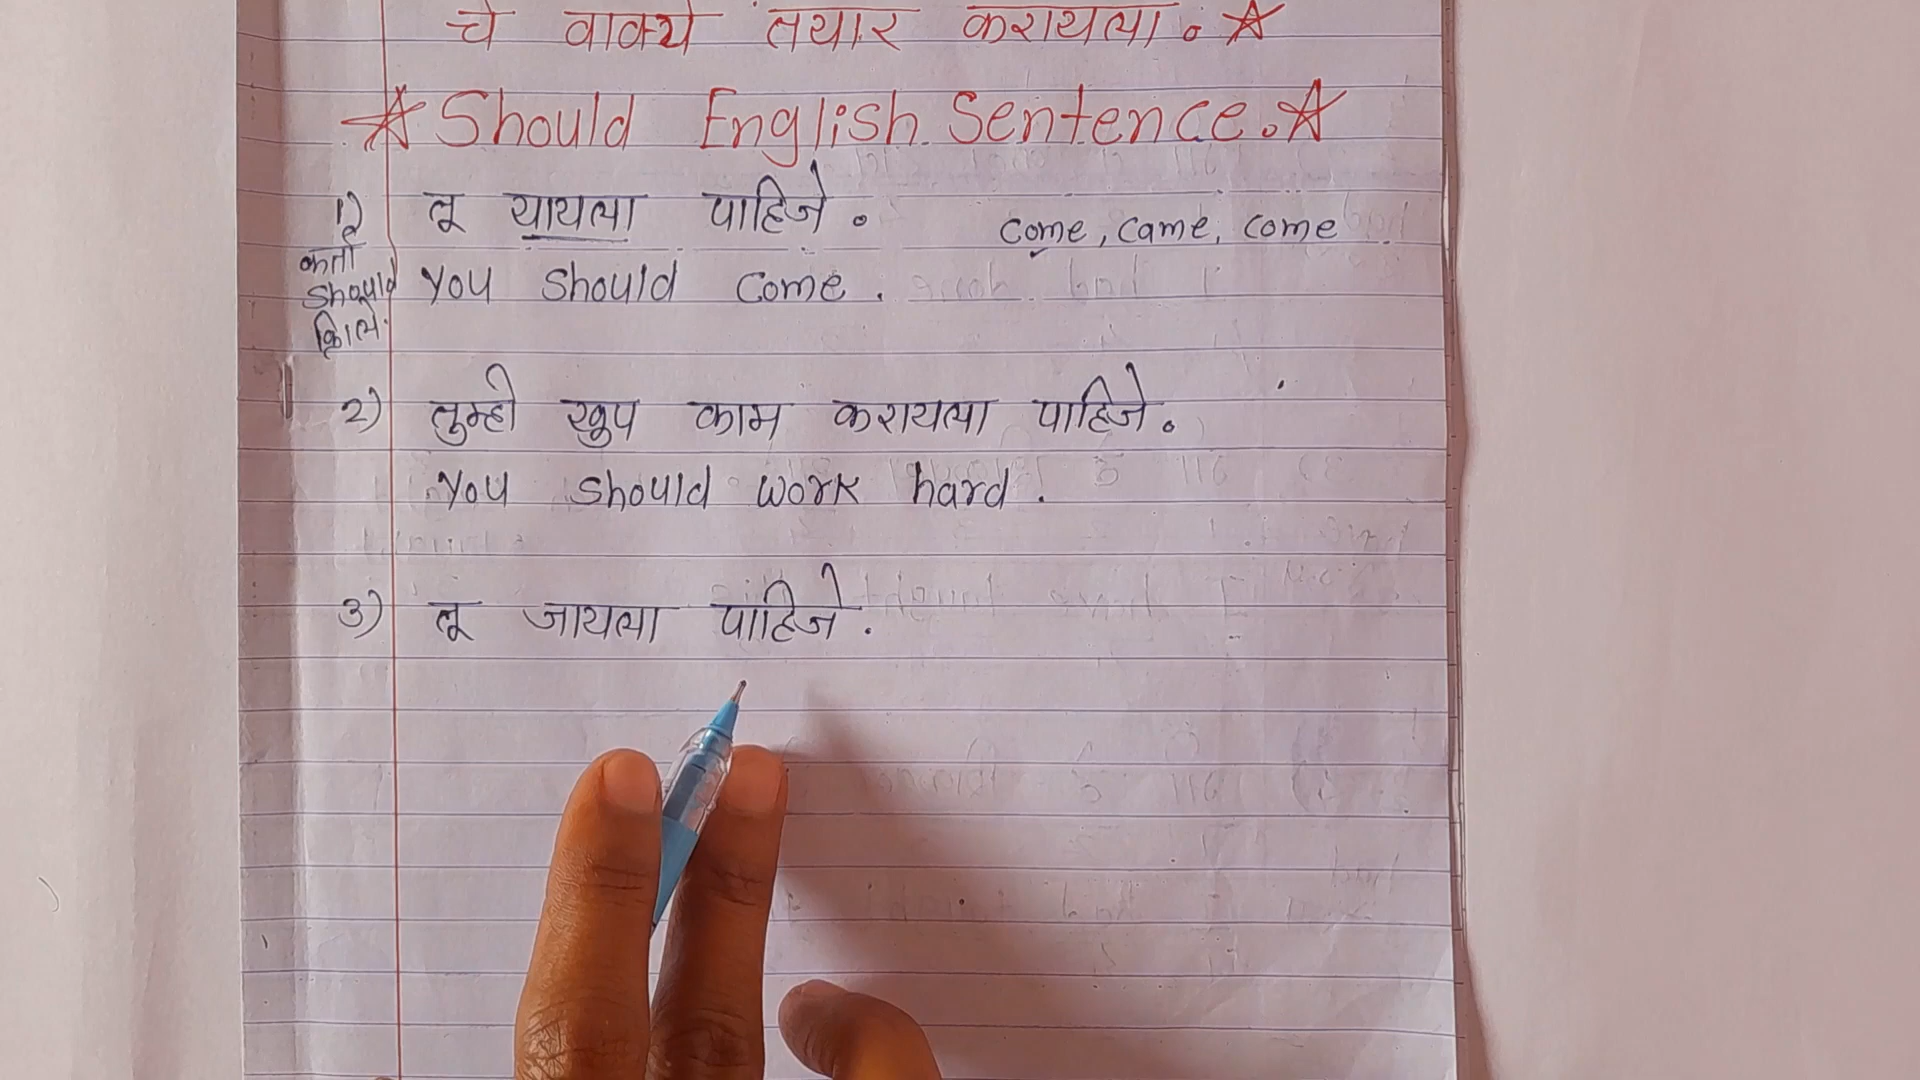 चे वाक्ये तयार करायला.
Should English Sentence.
1) तू यायला पाहिजे. come, came, come
कर्ता
should
You should come.
2) तुम्ही खुप काम करायला पाहिजे.
You should work hard.
3) तू जायला पाहिजे.